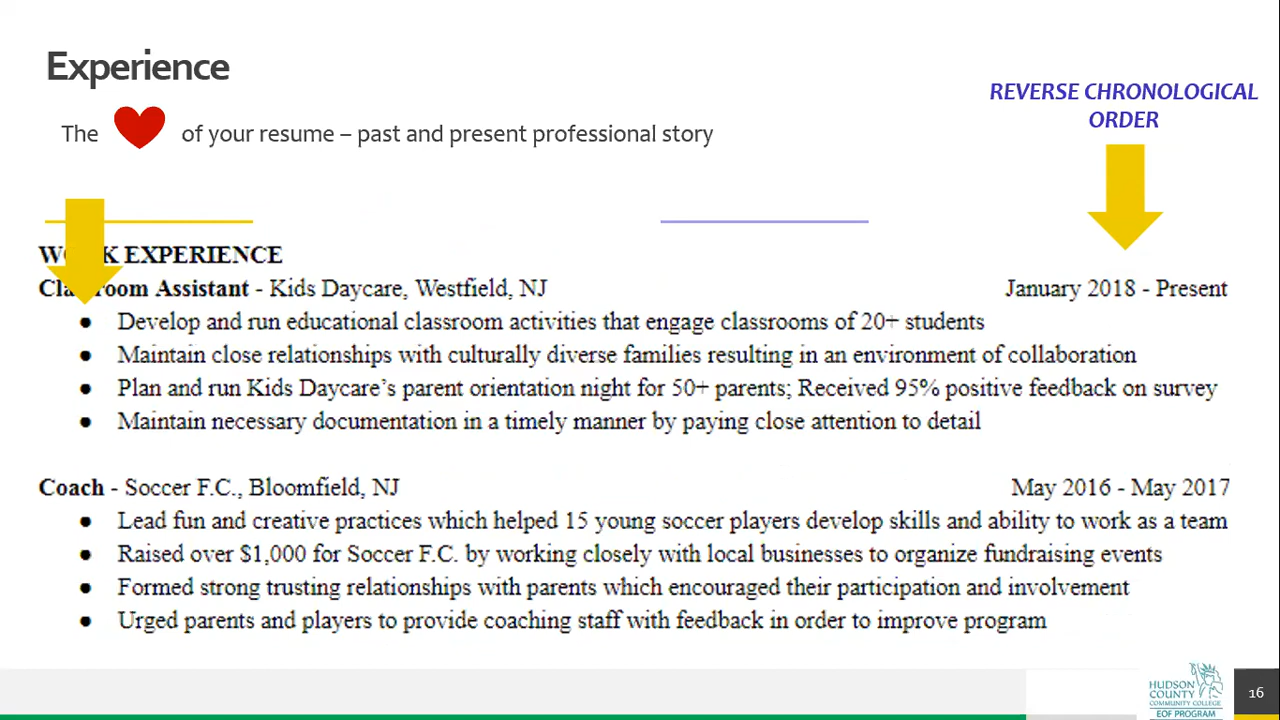 Experience
REVERSE CHRONOLOGICAL
ORDER
The of your resume – past and present professional story
WORK EXPERIENCE
Classroom Assistant - Kids Daycare, Westfield, NJ January 2018 - Present
● Develop and run educational classroom activities that engage classrooms of 20+ students
● Maintain close relationships with culturally diverse families resulting in an environment of collaboration
● Plan and run Kids Daycare's parent orientation night for 50+ parents; Received 95% positive feedback on survey
● Maintain necessary documentation in a timely manner by paying close attention to detail
Coach - Soccer F.C., Bloomfield, NJ May 2016 - May 2017
● Lead fun and creative practices which helped 15 young soccer players develop skills and ability to work as a team
● Raised over $1,000 for Soccer F.C. by working closely with local businesses to organize fundraising events
● Formed strong trusting relationships with parents which encouraged their participation and involvement
● Urged parents and players to provide coaching staff with feedback in order to improve program
HUDSON
COUNTY
COMMUNITY COLLEGE
EOF PROGRAM
16